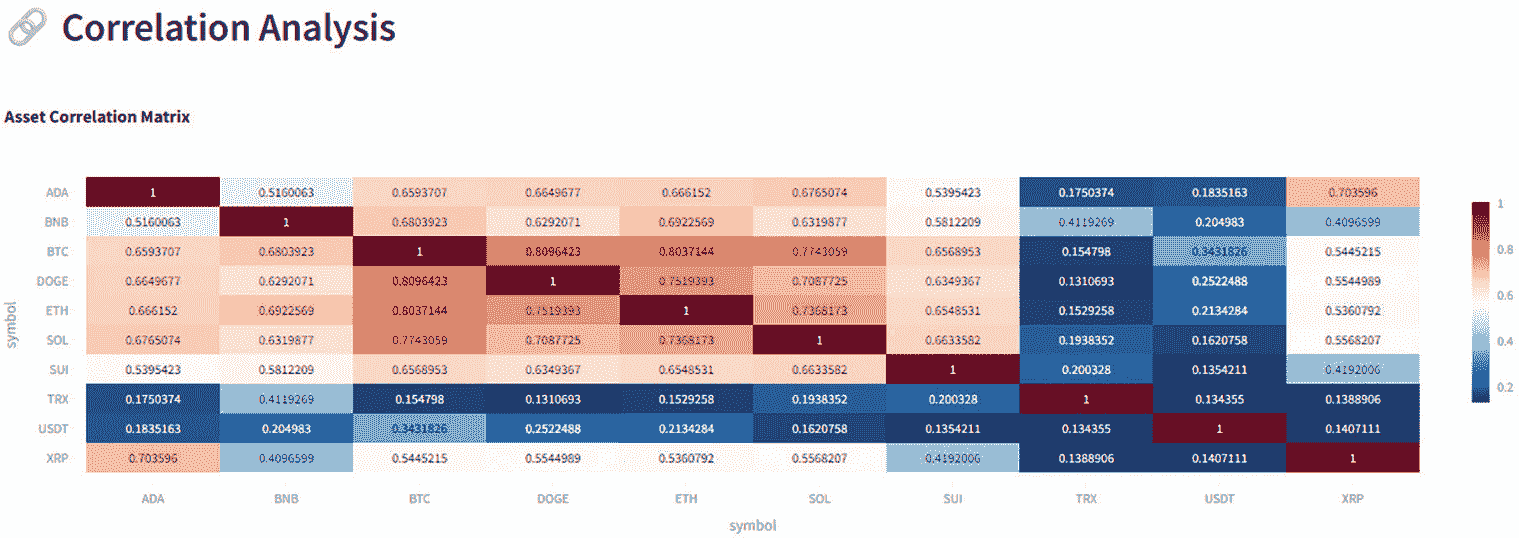 🔗 Correlation Analysis
Asset Correlation Matrix
ADA 1 0.5160063 0.6593707 0.6649677 0.666152 0.6765074 0.5395423 0.1750374 0.1835163 0.703596
BNB 0.5160063 1 0.6803923 0.6292071 0.6922569 0.6319877 0.5812209 0.4119269 0.204983 0.4096599
BTC 0.6593707 0.6803923 1 0.8096423 0.8037144 0.7743059 0.6568953 0.154798 0.3431826 0.5445215
DOGE 0.6649677 0.6292071 0.8096423 1 0.7519393 0.7087725 0.6349367 0.1310693 0.2522488 0.5544989
ETH 0.666152 0.6922569 0.8037144 0.7519393 1 0.7368173 0.6548531 0.1529258 0.2134284 0.5360792
SOL 0.6765074 0.6319877 0.7743059 0.7087725 0.7368173 1 0.6633582 0.1938352 0.1620758 0.5568207
SUI 0.5395423 0.5812209 0.6568953 0.6349367 0.6548531 0.6633582 1 0.200328 0.1354211 0.4192006
TRX 0.1750374 0.4119269 0.154798 0.1310693 0.1529258 0.1938352 0.200328 1 0.134355 0.1388906
USDT 0.1835163 0.204983 0.3431826 0.2522488 0.2134284 0.1620758 0.1354211 0.134355 1 0.1407111
XRP 0.703596 0.4096599 0.5445215 0.5544989 0.5360792 0.5568207 0.4192006 0.1388906 0.1407111 1
ADA BNB BTC DOGE ETH SOL SUI TRX USDT XRP
symbol
symbol
1
0.8
0.6
0.4
0.2